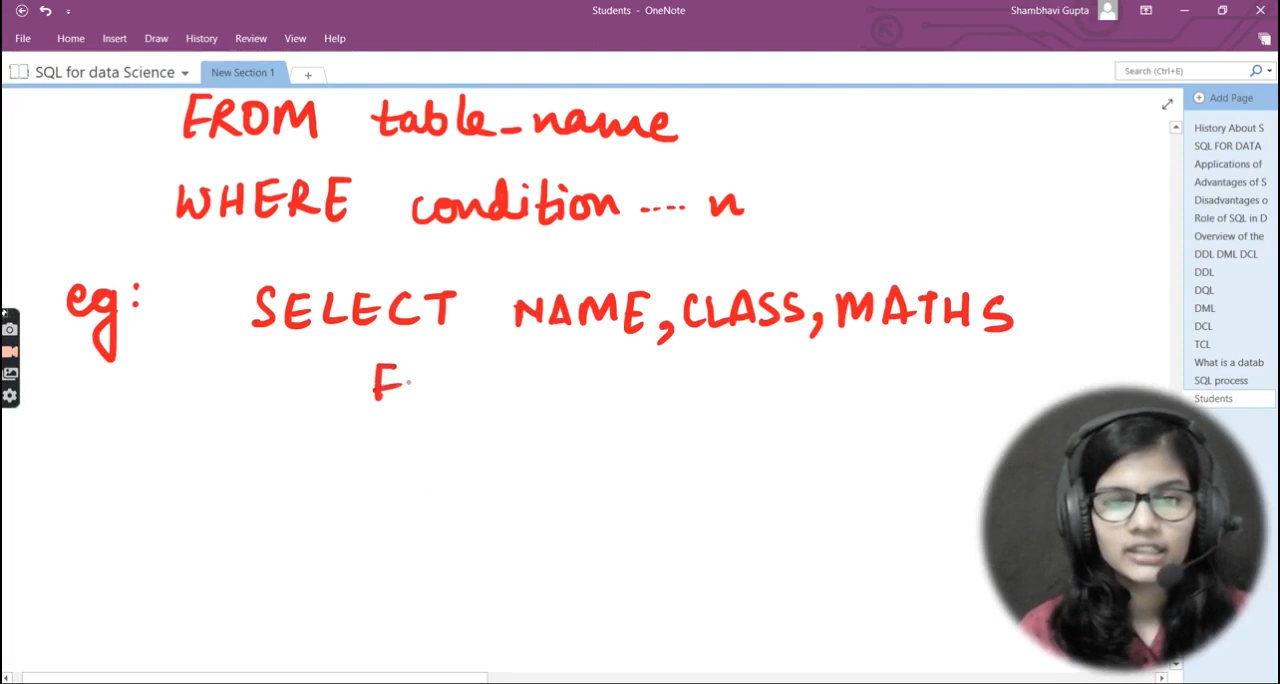 Students - OneNote
Shambhavi Gupta
File Home Insert Draw History Review View Help
SQL for data Science
New Section 1
+
Search (Ctrl+E)
Add Page
FROM table_name
WHERE condition .... n
eg: SELECT NAME, CLASS, MATHS
F
History About S
SQL FOR DATA
Applications of
Advantages of S
Disadvantages o
Role of SQL in D
Overview of the
DDL DML DCL
DDL
DQL
DML
DCL
TCL
What is a datab
SQL process
Students